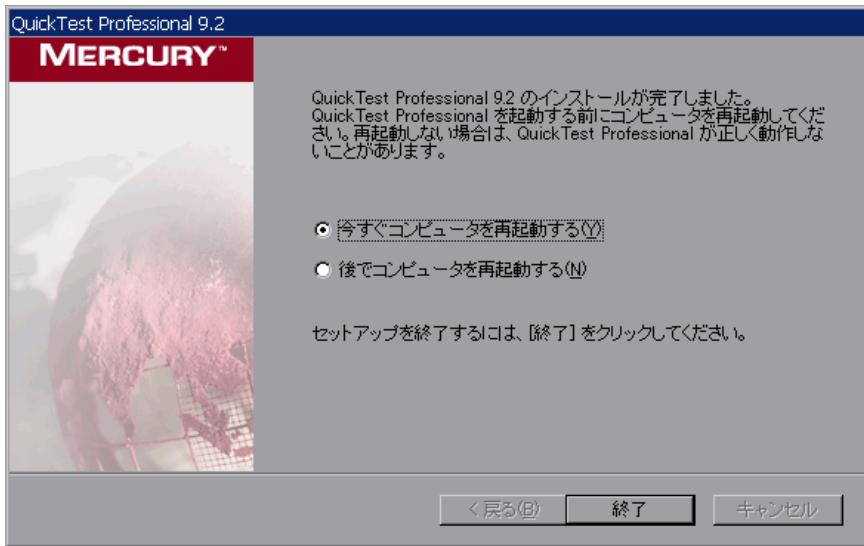 QuickTest Professional 9.2
MERCURY™
QuickTest Professional 9.2 のインストールが完了しました。
QuickTest Professional を起動する前にコンピュータを再起動してくだ
さい。再起動しない場合は、QuickTest Professional が正しく動作しな
いことがあります。
今すぐコンピュータを再起動する(Y)
後でコンピュータを再起動する(N)
セットアップを終了するには、[終了] をクリックしてください。
< 戻る(B)
終了
キャンセル